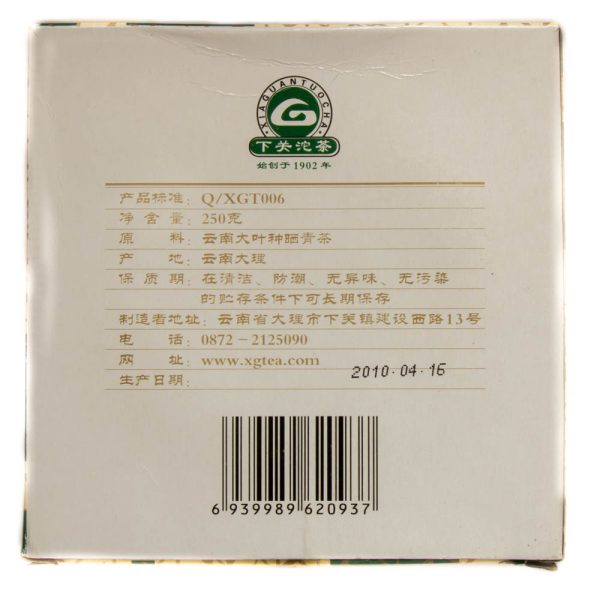 XIAGUANTUOCHA
下关沱茶
始创于1902年
产品标准：Q/XGT006
净含量：250克
原料：云南大叶种晒青茶
产地：云南大理
保质期：在清洁、防潮、无异味、无污染
的贮存条件下可长期保存
制造者地址：云南省大理市下关镇建设西路13号
电话：0872-2125090
网址：www.xgtea.com
生产日期：2010.04.16
6 939989 620937